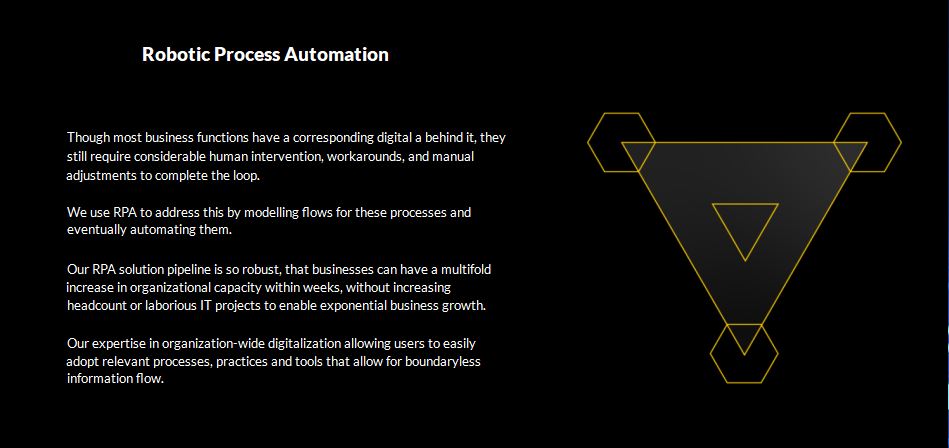 Robotic Process Automation
Though most business functions have a corresponding digital a behind it, they
still require considerable human intervention, workarounds, and manual
adjustments to complete the loop.
We use RPA to address this by modelling flows for these processes and
eventually automating them.
Our RPA solution pipeline is so robust, that businesses can have a multifold
increase in organizational capacity within weeks, without increasing
headcount or laborious IT projects to enable exponential business growth.
Our expertise in organization-wide digitalization allowing users to easily
adopt relevant processes, practices and tools that allow for boundaryless
information flow.